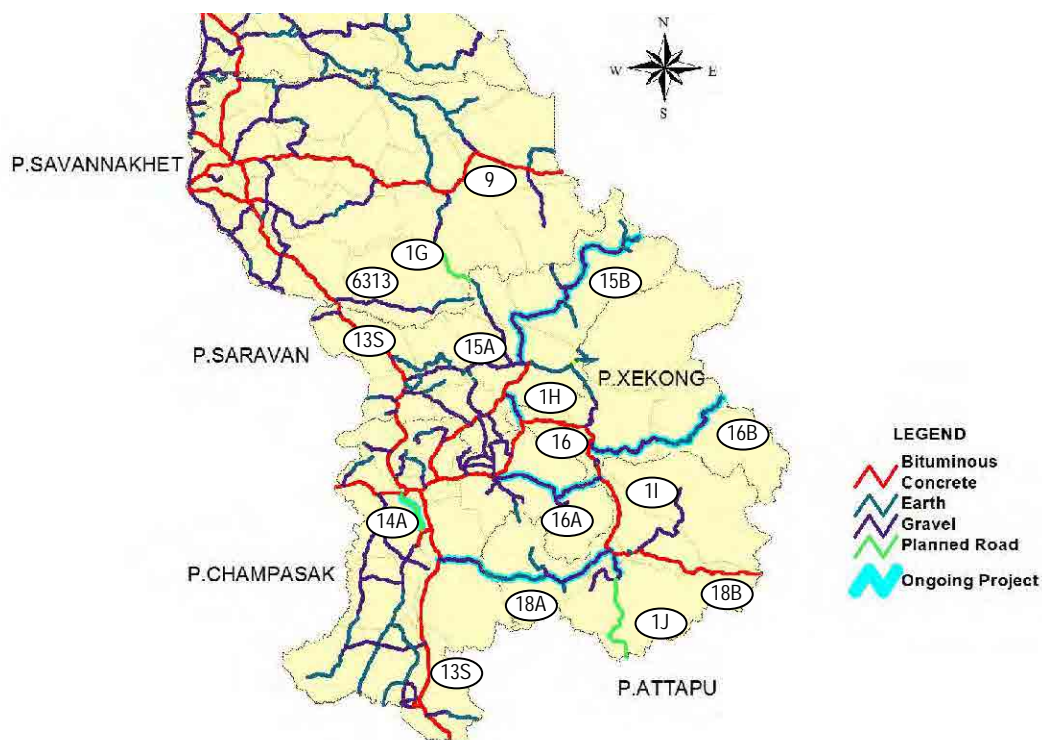 N
W
E
S
P.SAVANNAKHET
9
1G
6313
15B
13S
15A
P.SARAVAN
P.XEKONG
1H
16
16B
LEGEND
Bituminous
Concrete
Earth
Gravel
Planned Road
Ongoing Project
1I
14A
16A
P.CHAMPASAK
18A
18B
1J
13S
P.ATTAPU